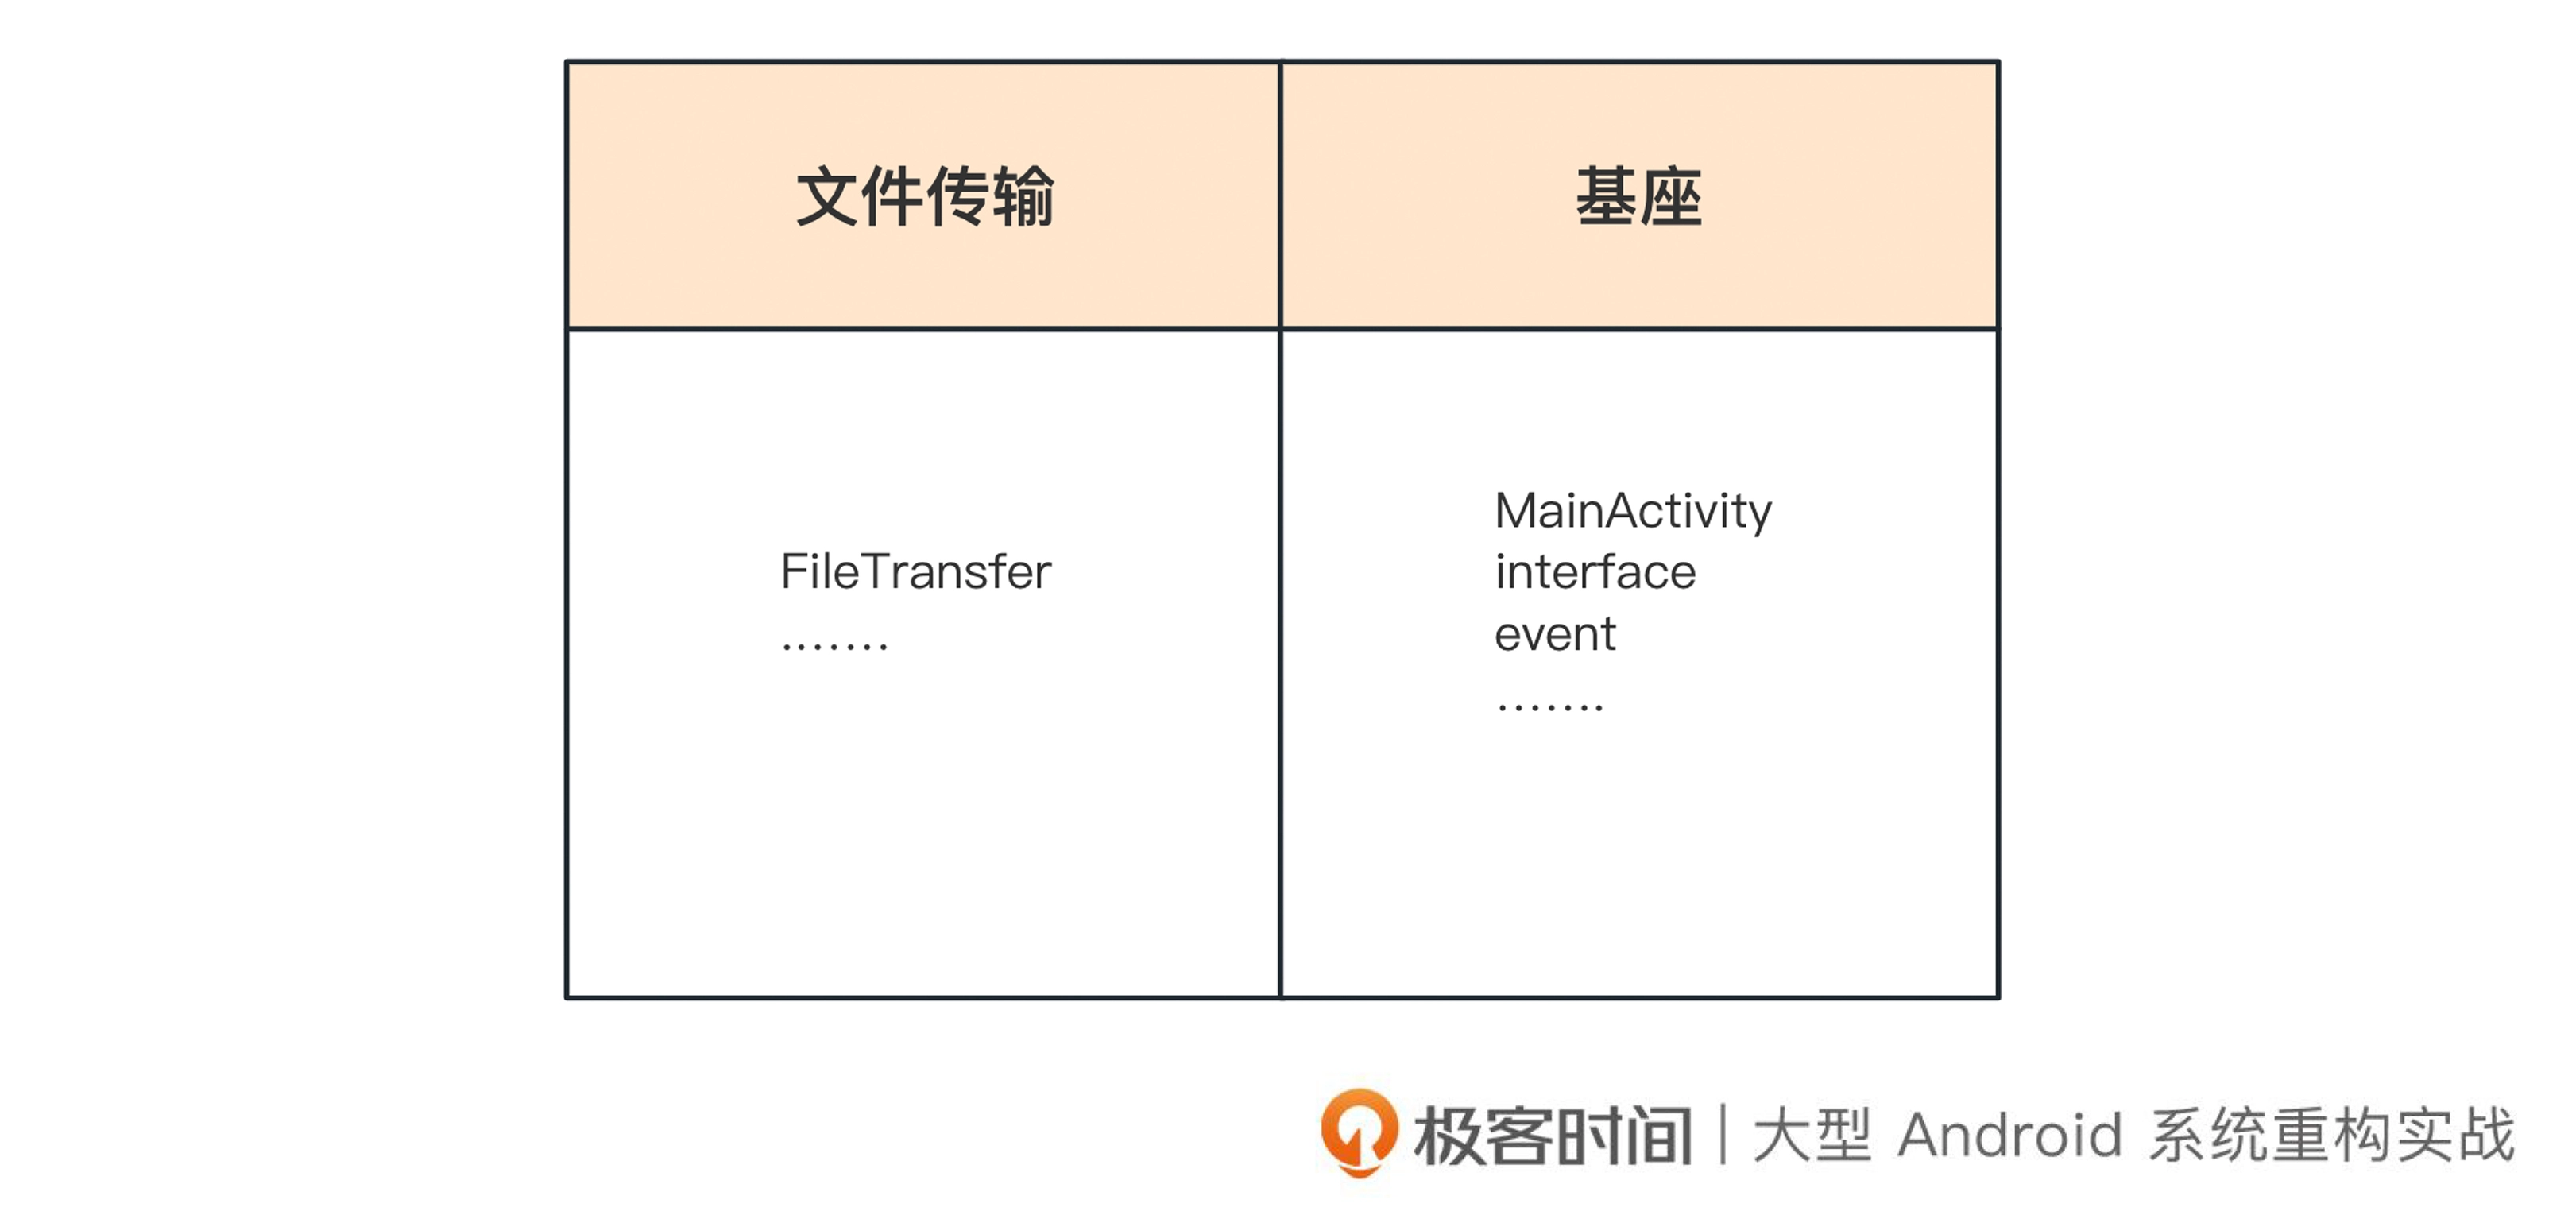 文件传输
基座
FileTransfer
.......
MainActivity
interface
event
.......
极客时间 | 大型 Android 系统重构实战